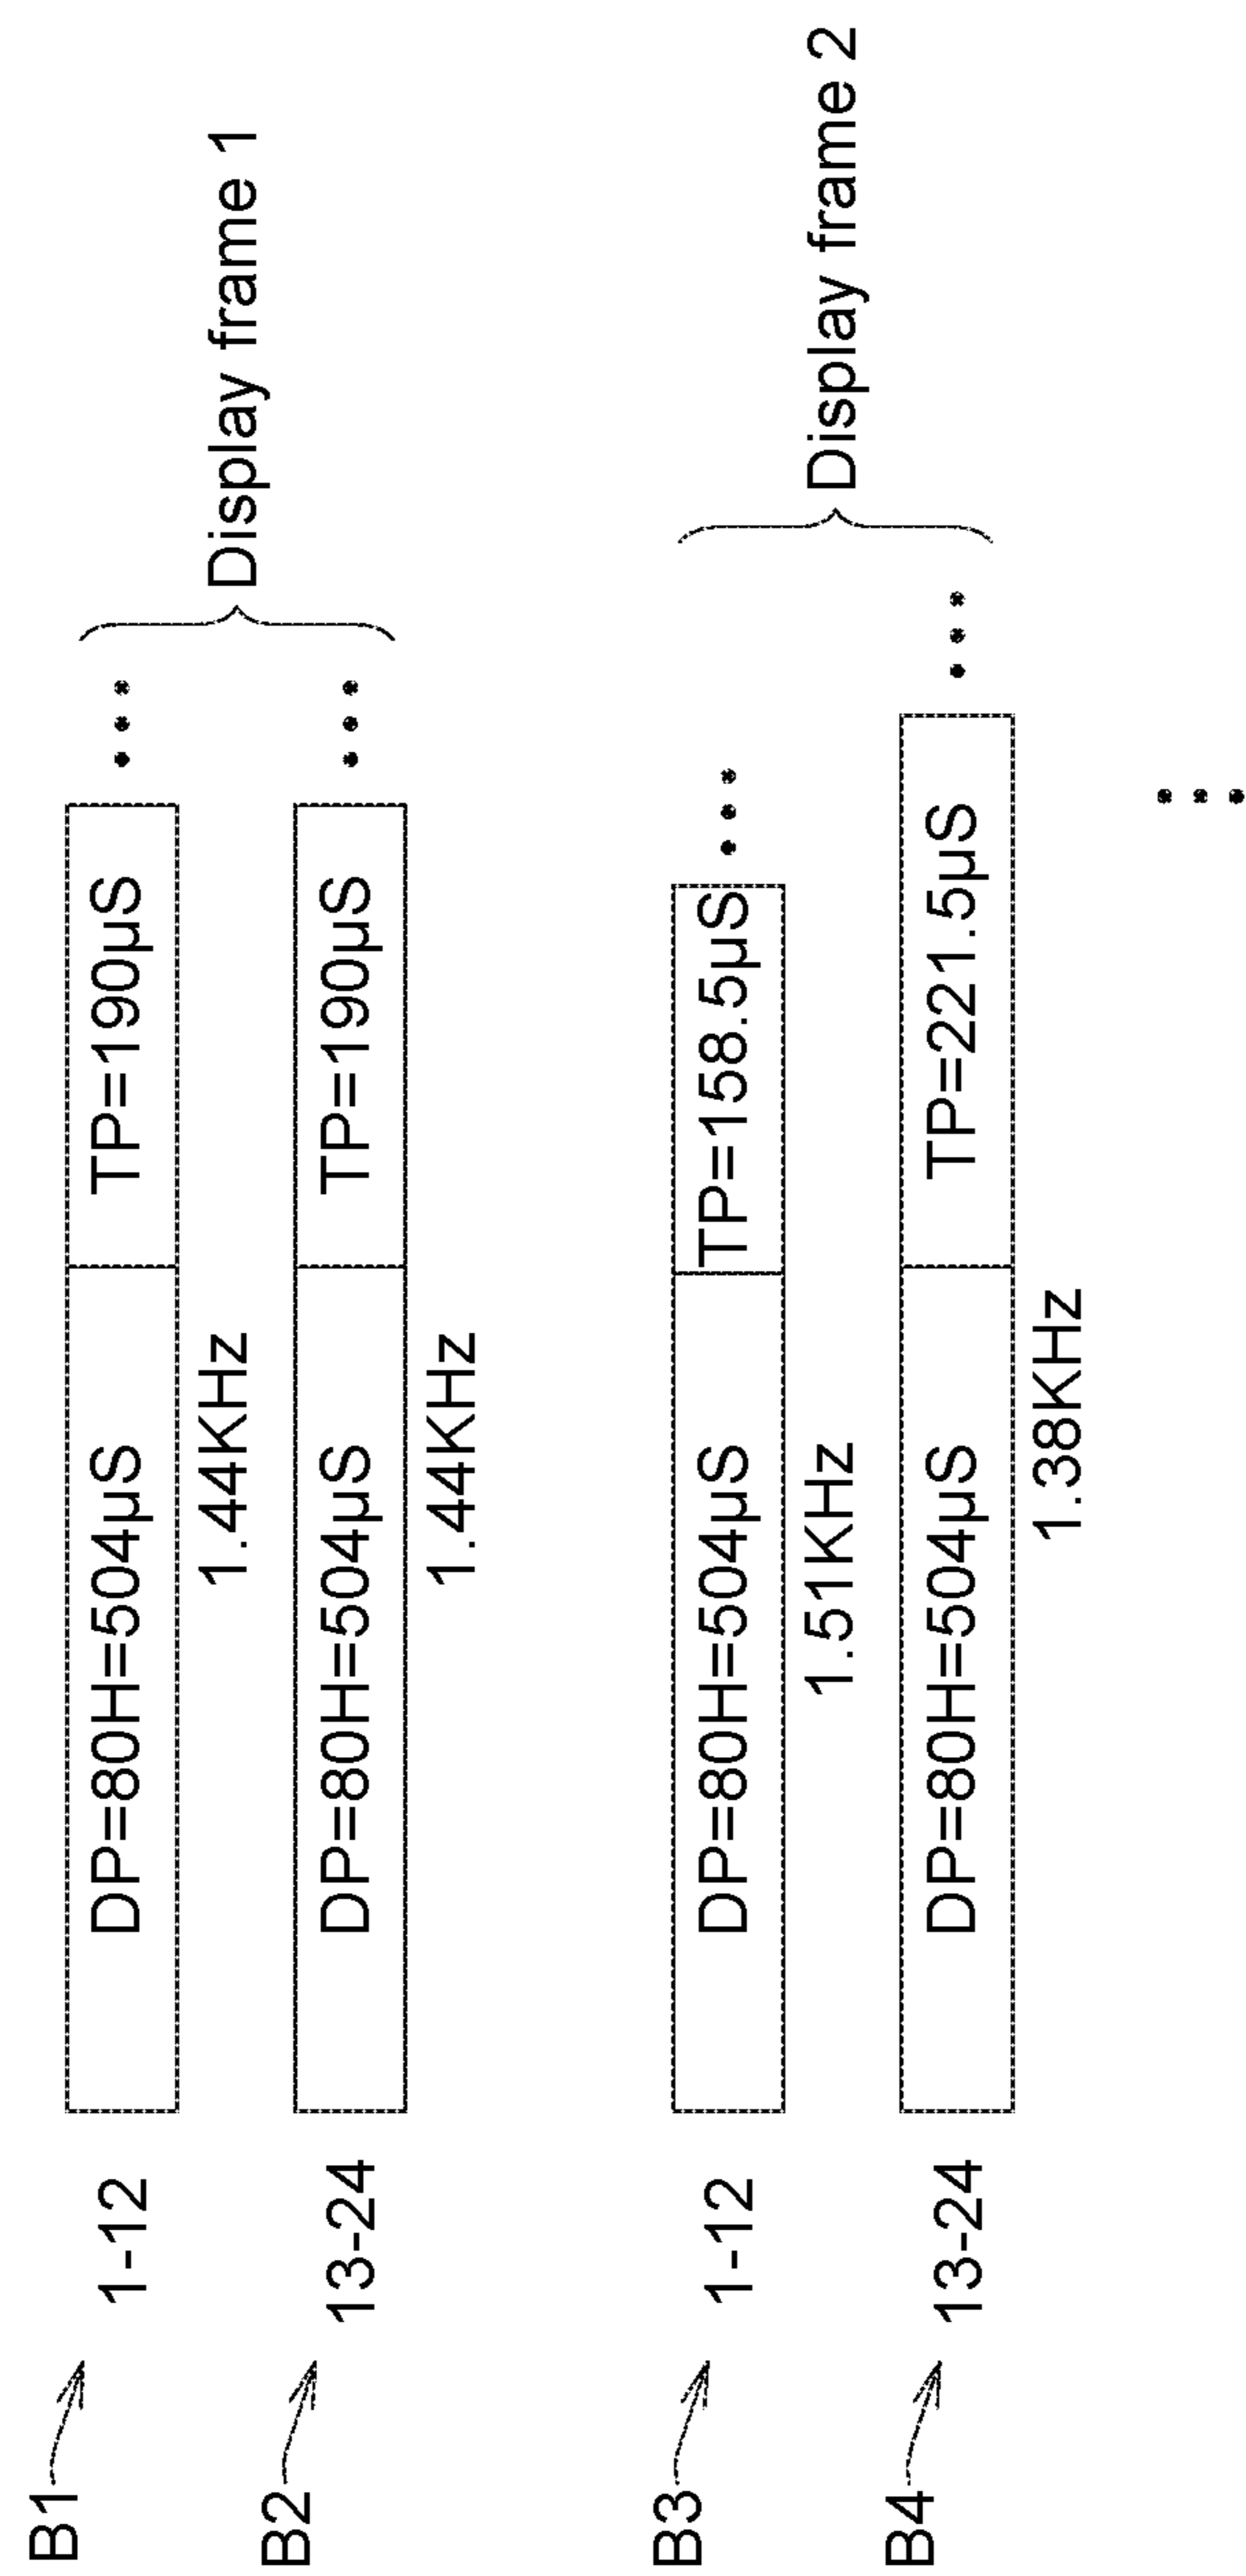 B1
1-12
DP=80H=504μS
TP=190μS
1.44KHz
Display frame 1
B2
13-24
DP=80H=504μS
TP=190μS
1.44KHz
B3
1-12
DP=80H=504μS
TP=158.5μS
1.51KHz
Display frame 2
B4
13-24
DP=80H=504μS
TP=221.5μS
1.38KHz